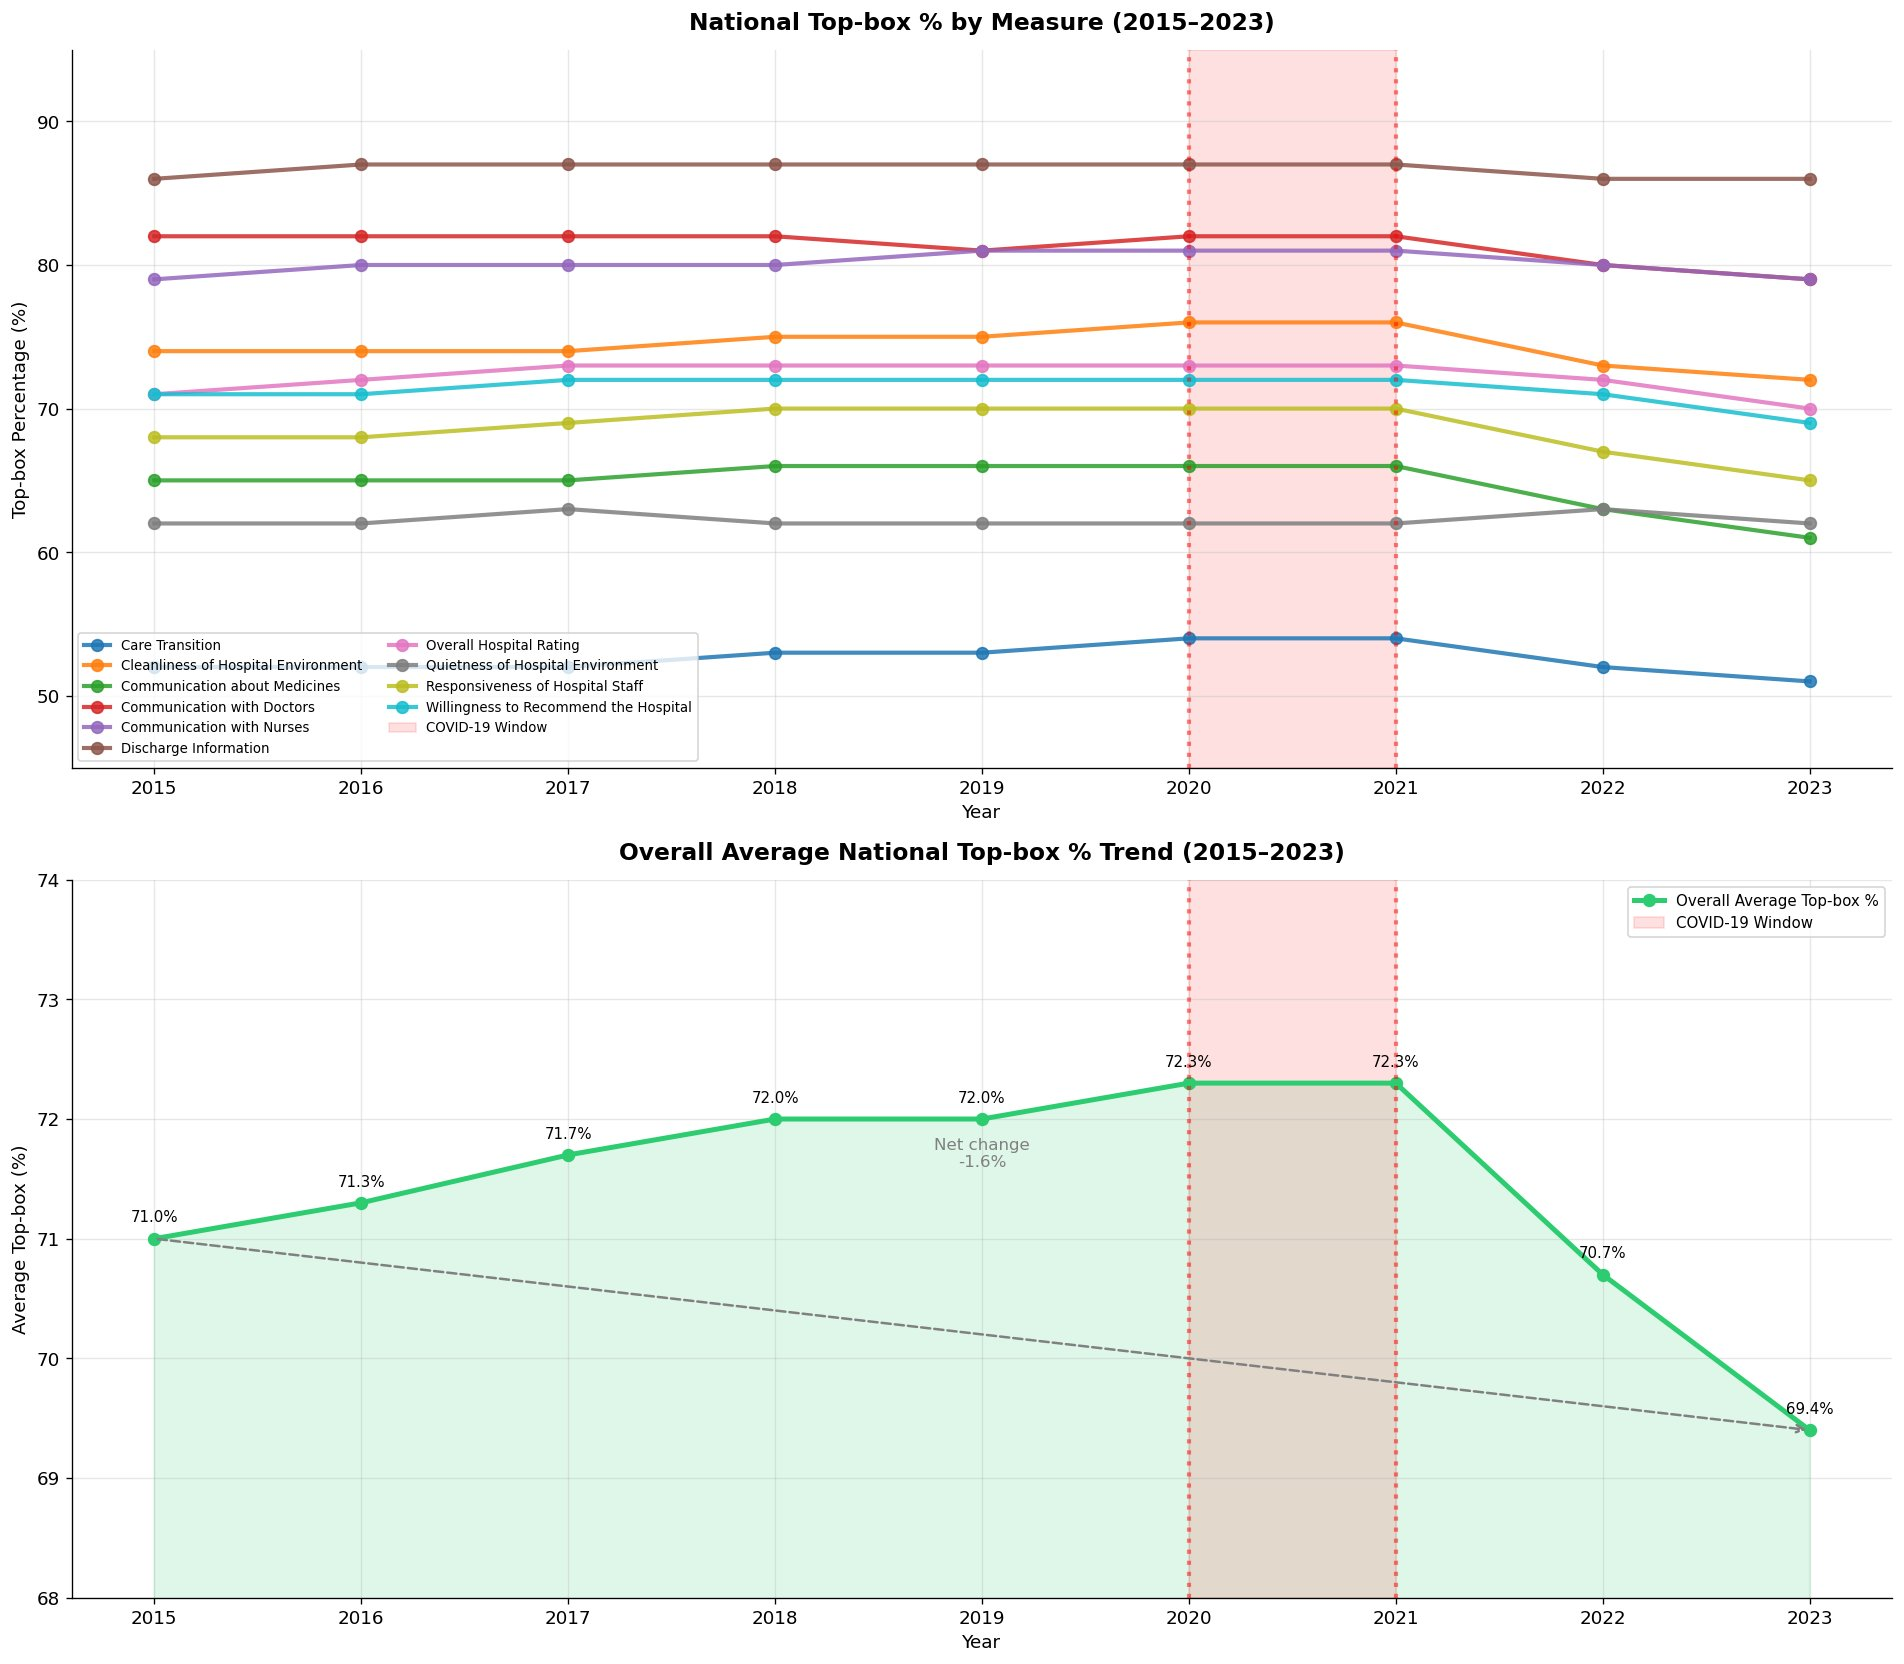 National Top-box % by Measure (2015–2023)
Top-box Percentage (%)
90
80
70
60
50
Care Transition
Cleanliness of Hospital Environment
Communication about Medicines
Communication with Doctors
Communication with Nurses
Discharge Information
Overall Hospital Rating
Quietness of Hospital Environment
Responsiveness of Hospital Staff
Willingness to Recommend the Hospital
COVID-19 Window
2015 2016 2017 2018 2019 2020 2021 2022 2023
Year
Overall Average National Top-box % Trend (2015–2023)
Average Top-box (%)
74
73
72
71
70
69
68
Overall Average Top-box %
COVID-19 Window
71.0%
71.3%
71.7%
72.0%
72.0%
72.3%
72.3%
70.7%
69.4%
Net change
-1.6%
2015 2016 2017 2018 2019 2020 2021 2022 2023
Year